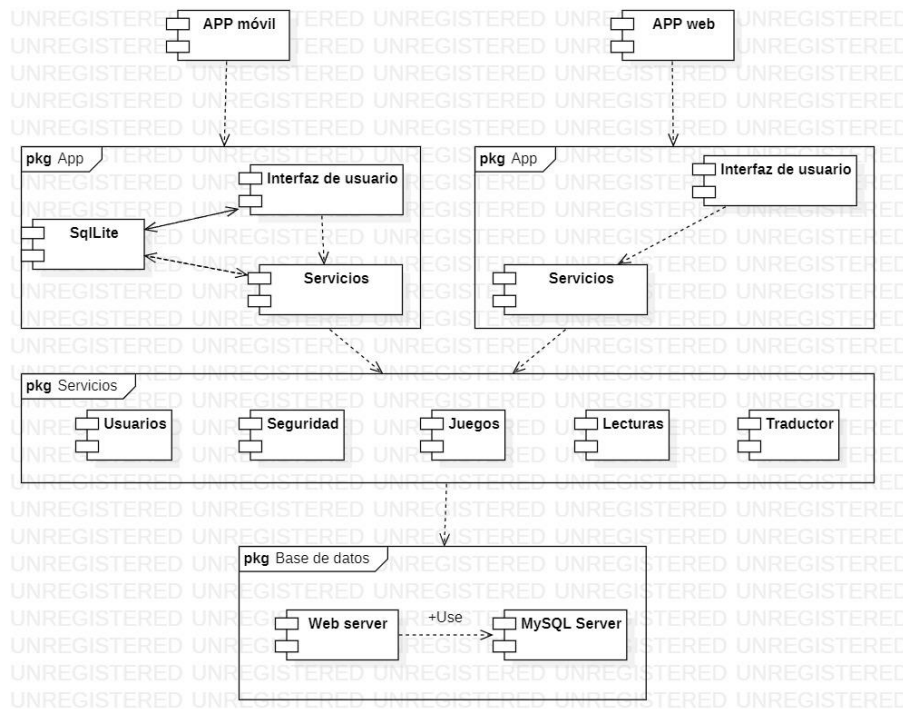 APP móvil
APP web
pkg App
Interfaz de usuario
SqlLite
Servicios
pkg App
Interfaz de usuario
Servicios
pkg Servicios
Usuarios
Seguridad
Juegos
Lecturas
Traductor
pkg Base de datos
Web server
+Use
MySQL Server
UNREGISTERED